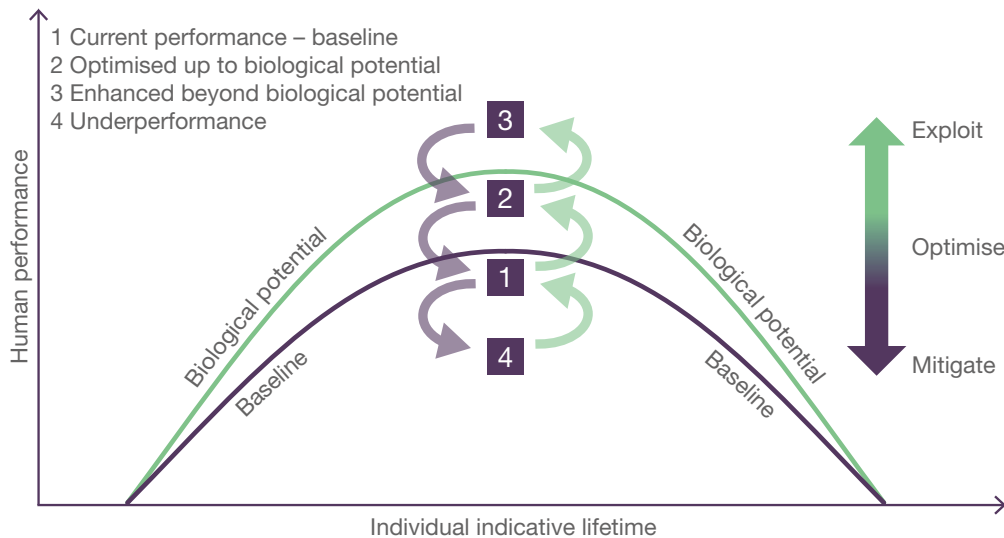 1 Current performance – baseline
2 Optimised up to biological potential
3 Enhanced beyond biological potential
4 Underperformance
3
2
1
4
Exploit
Optimise
Mitigate
Biological potential
Baseline
Biological potential
Baseline
Human performance
Individual indicative lifetime